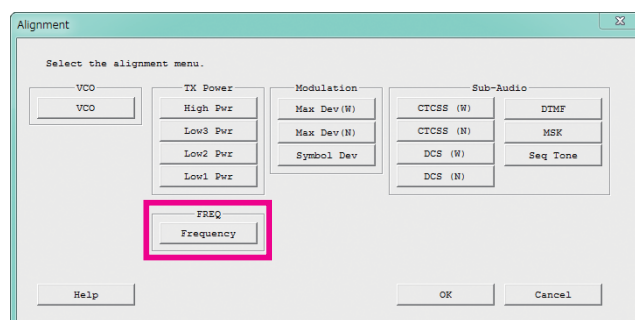 Alignment
Select the alignment menu.
VCO TX Power Modulation Sub-Audio
VCO High Pwr Max Dev(W) CTCSS (W) DTMF
Low3 Pwr Max Dev(N) CTCSS (N) MSK
Low2 Pwr Symbol Dev DCS (W) Seq Tone
Low1 Pwr DCS (N)
FREQ
Frequency
Help OK Cancel